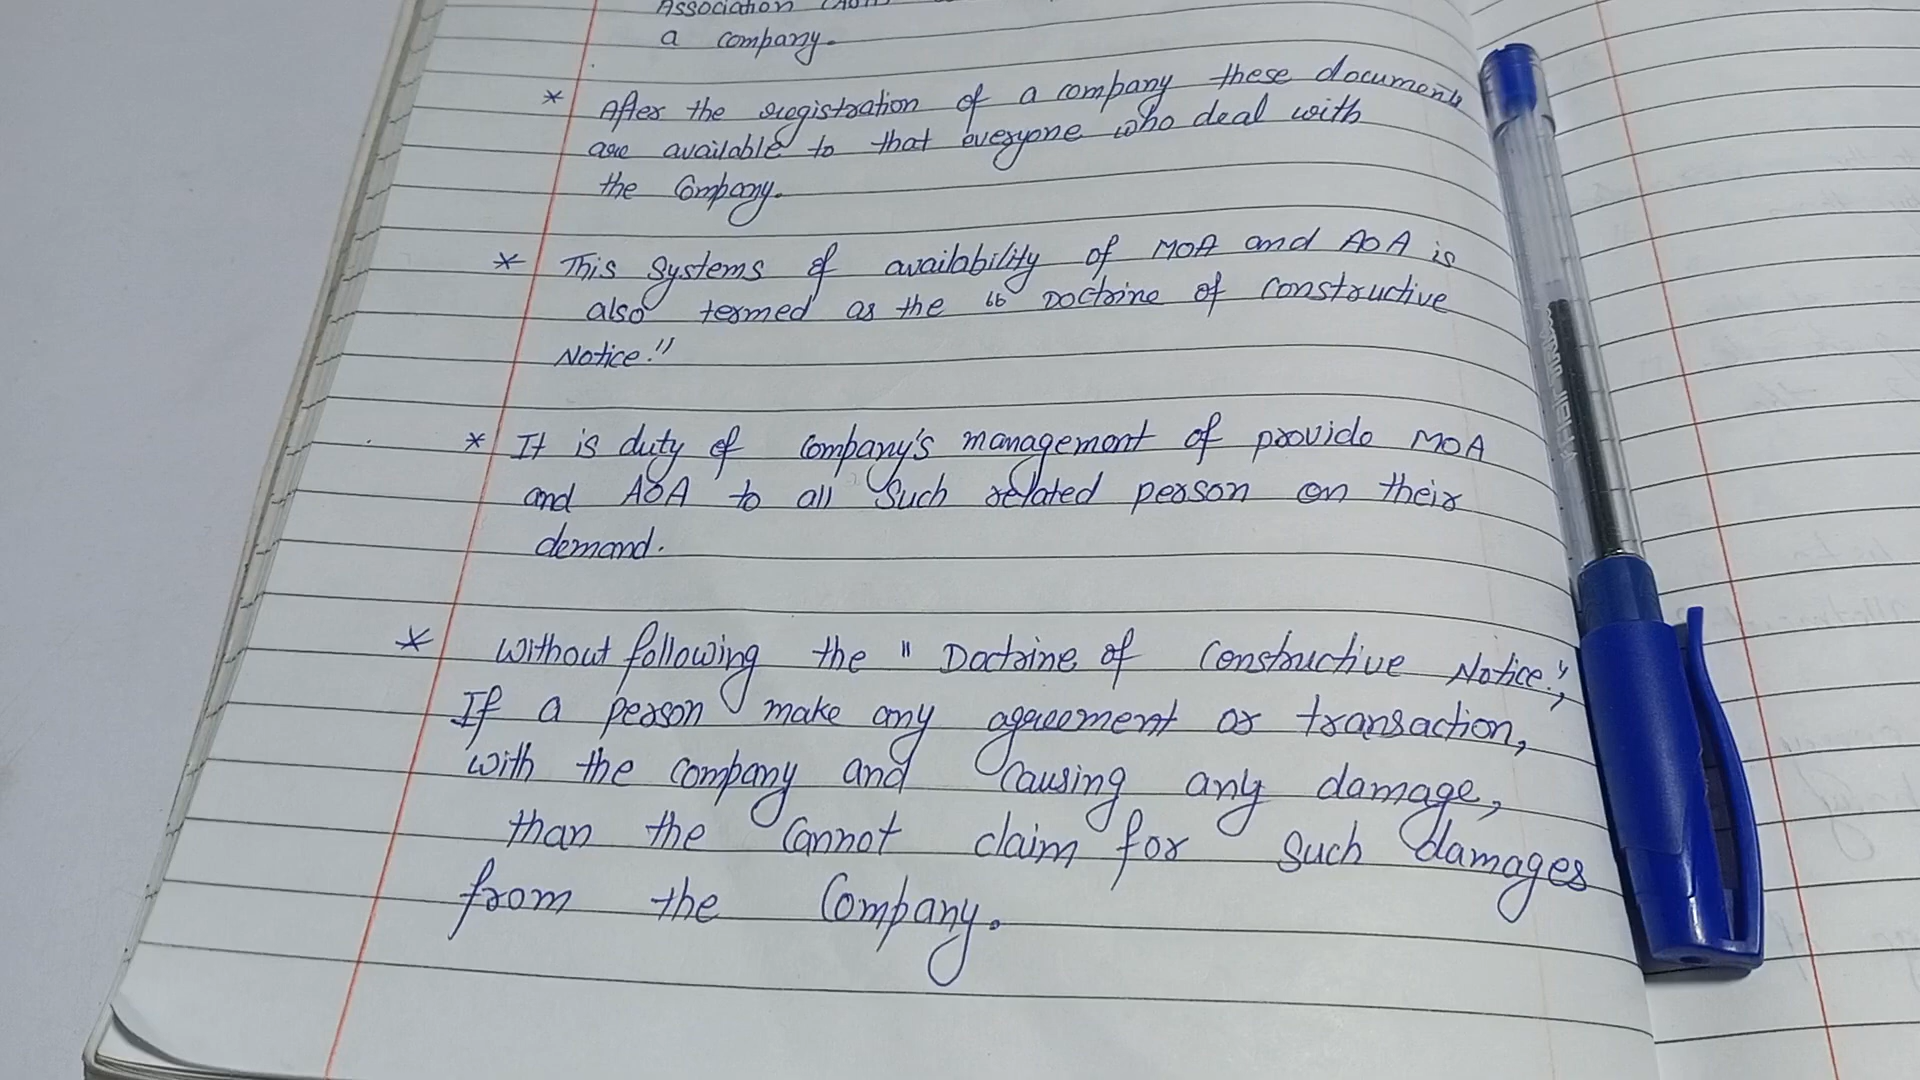 Association (AOA)
a company.
* After the registration of a company these documents
are available to that everyone who deal with
the Company.
* This Systems of availability of MOA and AOA is
also termed as the “ Doctrine of Constructive
Notice."
* It is duty of Company's management of provide MOA
and AOA to all Such related person on their
demand.
* Without following the " Doctrine of Constructive Notice.",
If a person make any agreement or transaction,
with the company and Causing any damage,
than the Cannot claim for Such damages
from the Company.